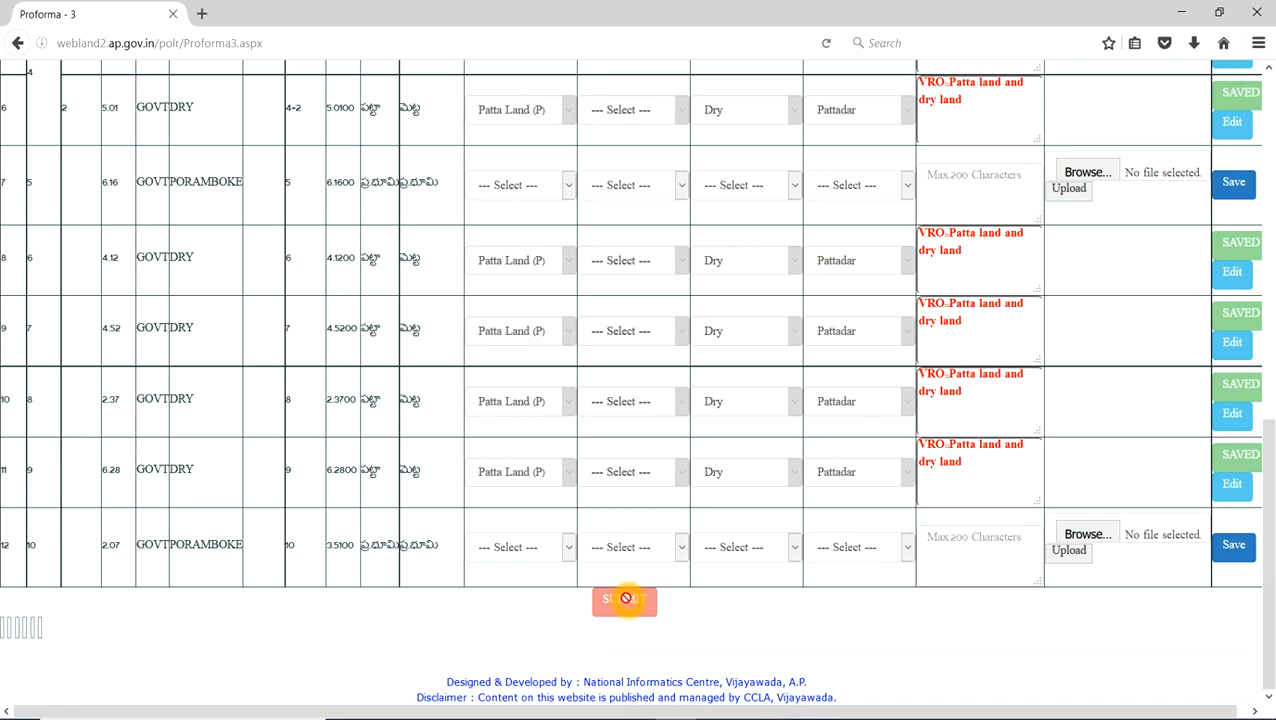 Proforma - 3
webland2.ap.gov.in/polr/Proforma3.aspx
Search
4
6 2 5.01 GOVT DRY 4-2 5.0100 పట్టా మెట్ట Patta Land (P) --- Select --- Dry Pattadar VRO::Patta land and dry land SAVED Edit
7 5 6.16 GOVT PORAMBOKE 5 6.1600 ప్ర.భూమి ప్ర.భూమి --- Select --- --- Select --- --- Select --- --- Select --- Max.200 Characters Browse... No file selected. Upload Save
8 6 4.12 GOVT DRY 6 4.1200 పట్టా మెట్ట Patta Land (P) --- Select --- Dry Pattadar VRO::Patta land and dry land SAVED Edit
9 7 4.52 GOVT DRY 7 4.5200 పట్టా మెట్ట Patta Land (P) --- Select --- Dry Pattadar VRO::Patta land and dry land SAVED Edit
10 8 2.37 GOVT DRY 8 2.3700 పట్టా మెట్ట Patta Land (P) --- Select --- Dry Pattadar VRO::Patta land and dry land SAVED Edit
11 9 6.28 GOVT DRY 9 6.2800 పట్టా మెట్ట Patta Land (P) --- Select --- Dry Pattadar VRO::Patta land and dry land SAVED Edit
12 10 2.07 GOVT PORAMBOKE 10 3.5100 ప్ర.భూమి ప్ర.భూమి --- Select --- --- Select --- --- Select --- --- Select --- Max.200 Characters Browse... No file selected. Upload Save
SUBMIT
Designed & Developed by : National Informatics Centre, Vijayawada, A.P.
Disclaimer : Content on this website is published and managed by CCLA, Vijayawada.